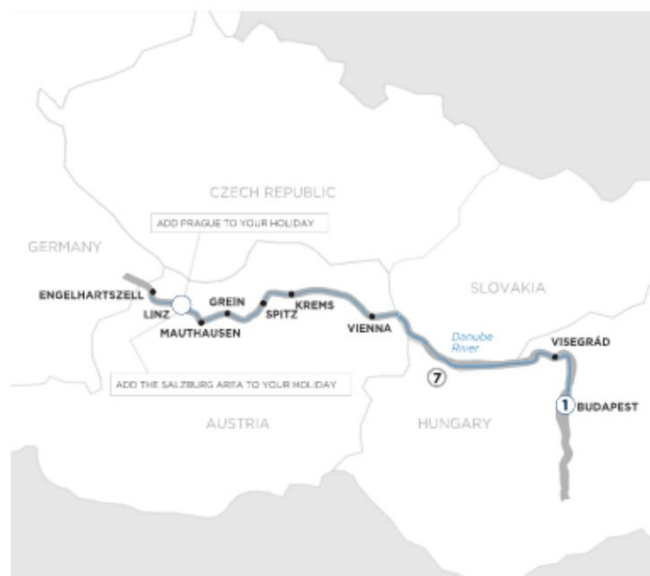 CZECH REPUBLIC
ADD PRAGUE TO YOUR HOLIDAY
GERMANY
SLOVAKIA
ENGELHARTSZELL
GREIN
LINZ
SPITZ
KREMS
MAUTHAUSEN
VIENNA
Danube
River
VISEGRÁD
7
ADD THE SALZBURG AREA TO YOUR HOLIDAY
1
BUDAPEST
AUSTRIA
HUNGARY